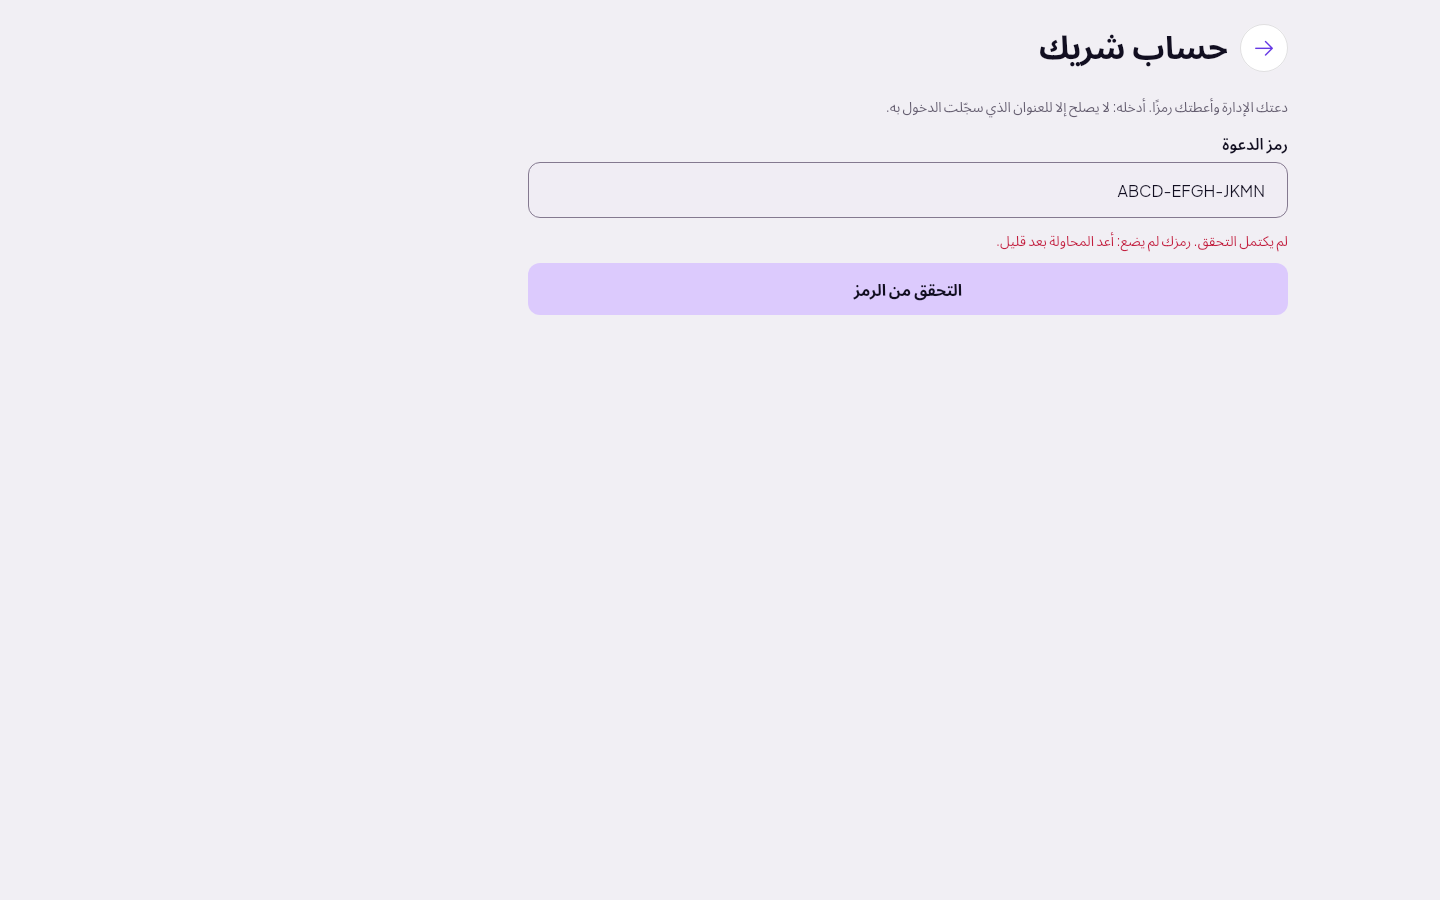 حساب شريك
دعتك الإدارة وأعطتك رمزًا. أدخله: لا يصلح إلا للعنوان الذي سجّلت الدخول به.
رمز الدعوة
ABCD-EFGH-JKMN
لم يكتمل التحقق. رمزك لم يضع: أعد المحاولة بعد قليل.
التحقق من الرمز